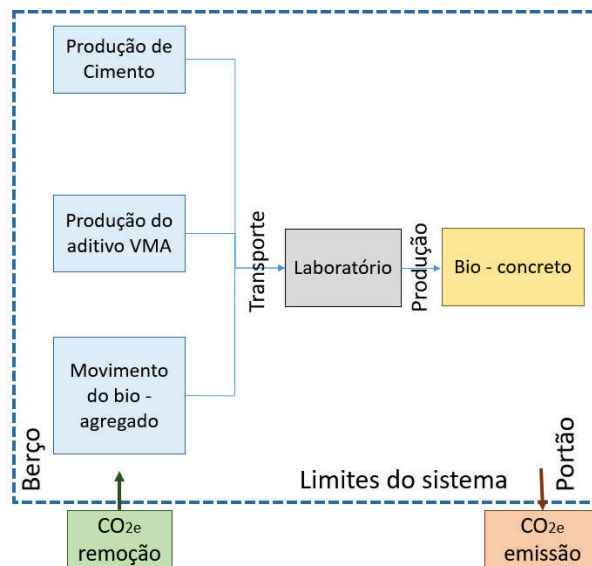 Produção de
Cimento
Produção do
aditivo VMA
Transporte
Laboratório
Produção
Bio - concreto
Movimento
do bio -
agregado
Berço
Limites do sistema
Portão
CO2e
remoção
CO2e
emissão